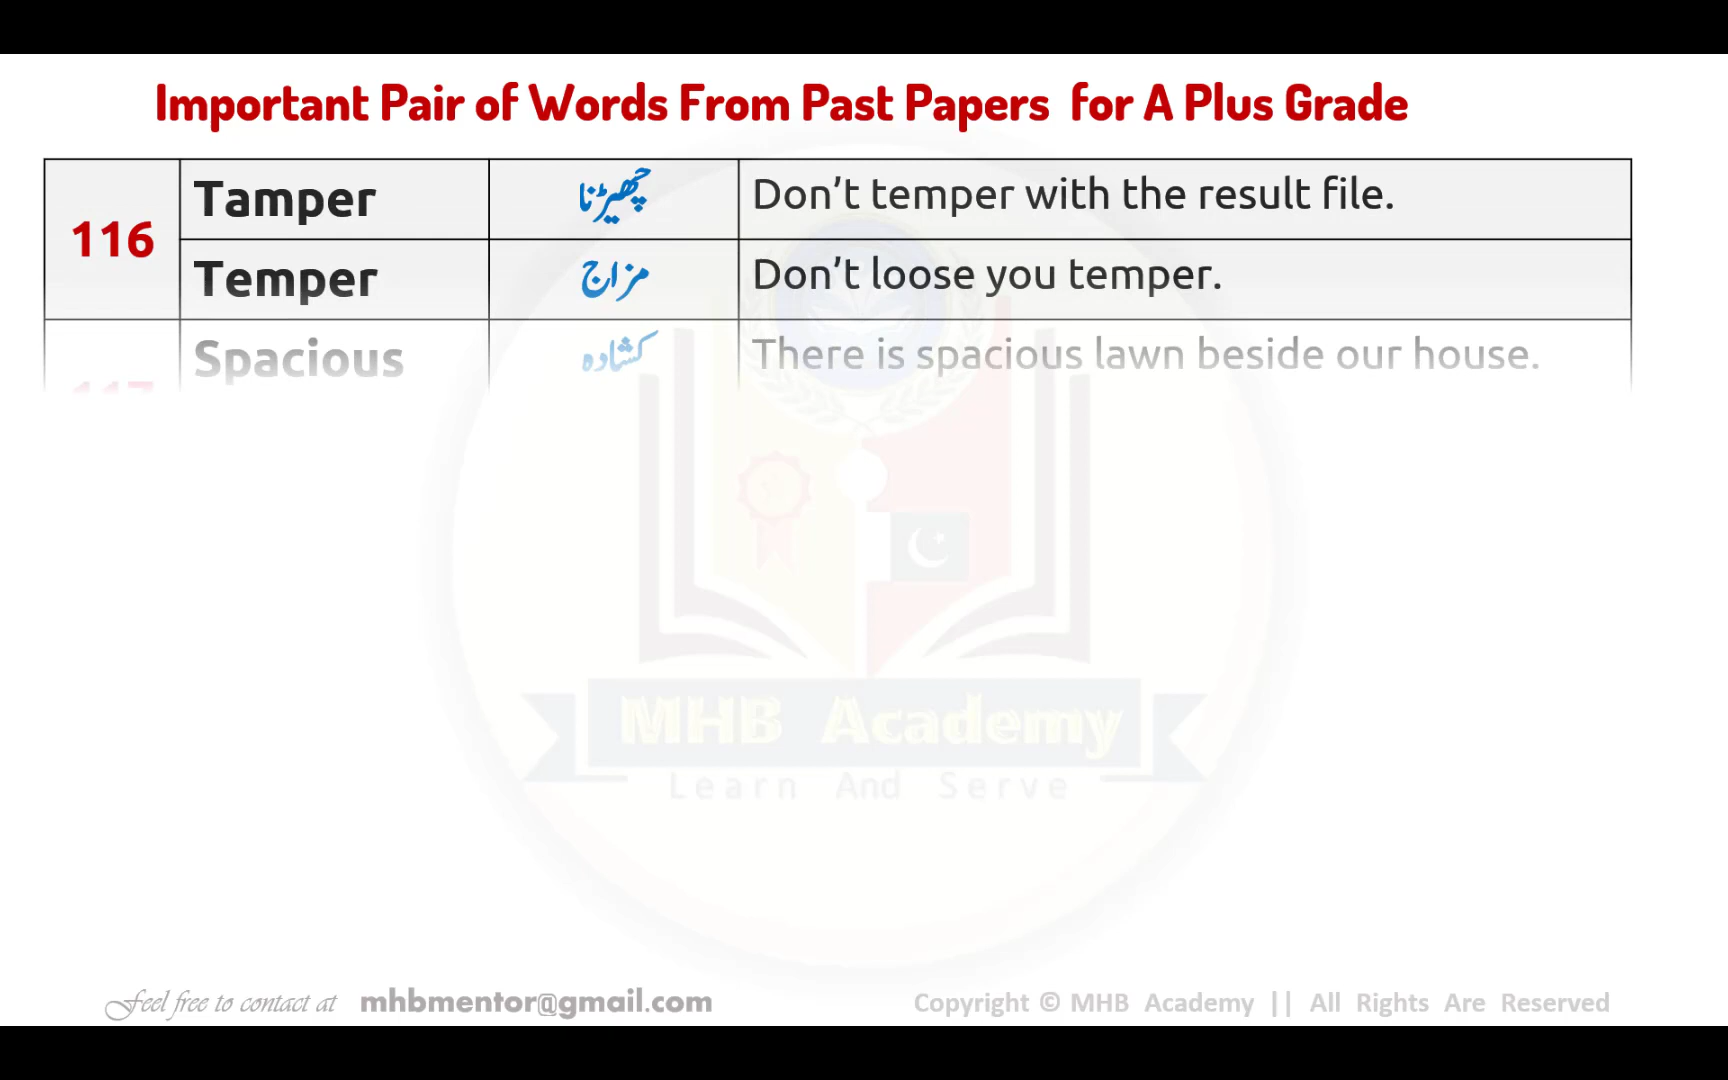 Important Pair of Words From Past Papers for A Plus Grade
116
Tamper چھیڑنا Don't temper with the result file.
Temper مزاج Don't loose you temper.
117
Spacious کشادہ There is spacious lawn beside our house.
MHB Academy
Learn And Serve
Feel free to contact at mhbmentor@gmail.com
Copyright © MHB Academy || All Rights Are Reserved